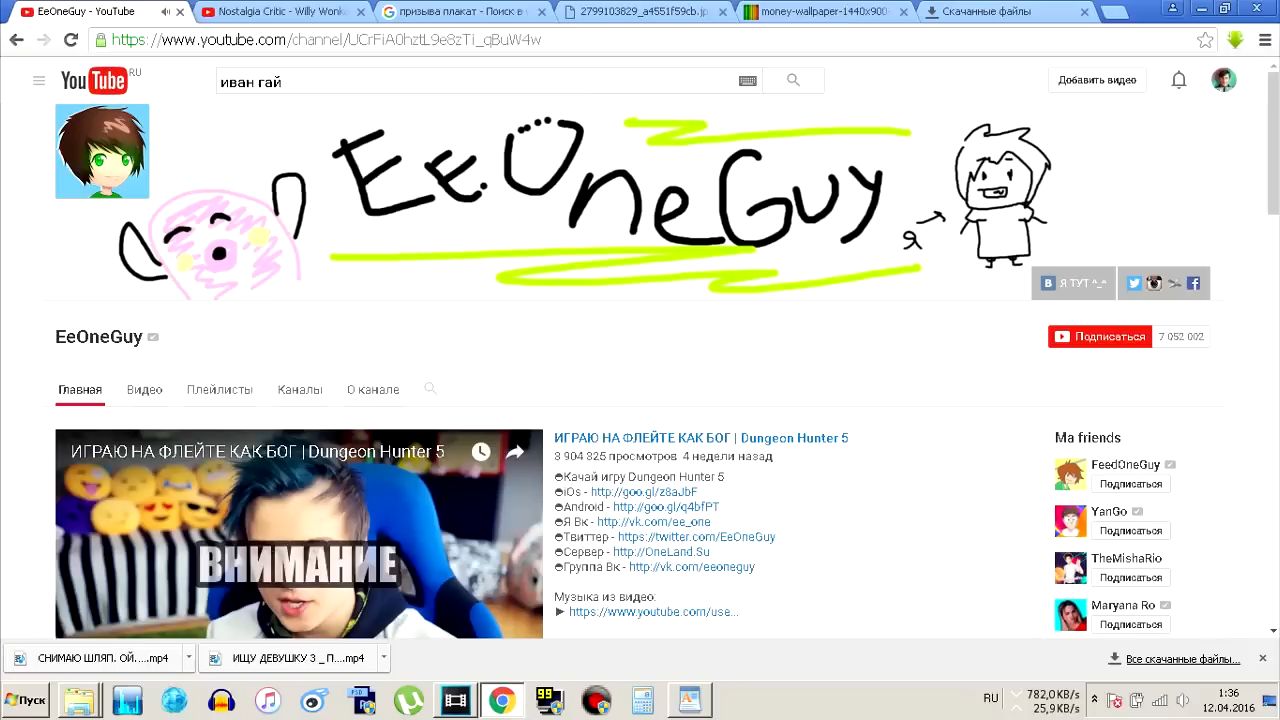 EeOneGuy - YouTube
Nostalgia Critic - Willy Wonk
призыва плакат - Поиск в
2799103829_a4551f59cb.jp
money-wallpaper-1440x900
Скачанные файлы
https://www.youtube.com/channel/UCrFiA0hztL9e8zTi_qBuW4w
YouTube RU
иван гай
Добавить видео
Ee.OneGuy
я
Я ТУТ ^_^
EeOneGuy
Подписаться 7 052 002
Главная Видео Плейлисты Каналы О канале
ИГРАЮ НА ФЛЕЙТЕ КАК БОГ | Dungeon Hunter 5
ВНИМАНИЕ
ИГРАЮ НА ФЛЕЙТЕ КАК БОГ | Dungeon Hunter 5
3 904 325 просмотров 4 недели назад
Качай игру Dungeon Hunter 5
iOs - http://goo.gl/z8aJbF
Android - http://goo.gl/q4bfPT
Я Вк - http://vk.com/ee_one
Твиттер - https://twitter.com/EeOneGuy
Сервер - http://OneLand.Su
Группа Вк - http://vk.com/eeoneguy
Музыка из видео:
► https://www.youtube.com/use...
Ma friends
FeedOneGuy
Подписаться
YanGo
Подписаться
TheMishaRio
Подписаться
Maryana Ro
Подписаться
СНИМАЮ ШЛЯП. ОЙ.....mp4
ИЩУ ДЕВУШКУ 3 _ П....mp4
Все скачанные файлы...
Пуск
99
RU
782,0KB/s
25,9KB/s
1:36
12.04.2016